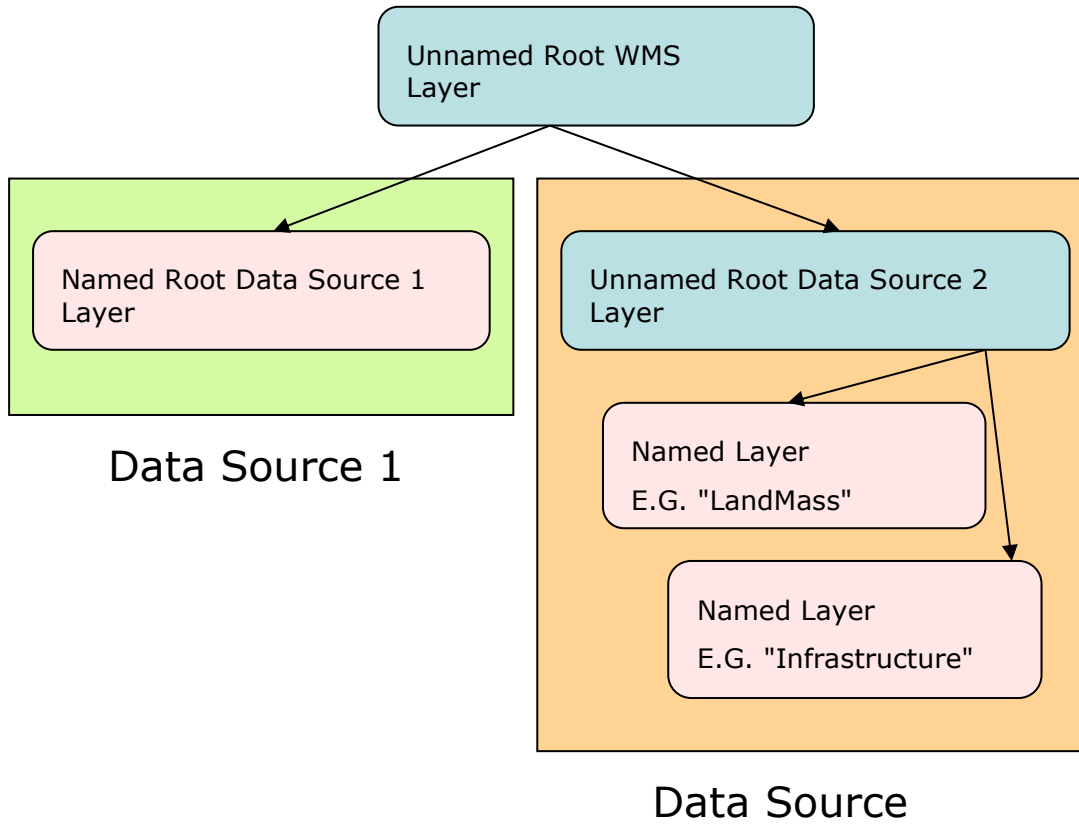 Unnamed Root WMS
Layer
Named Root Data Source 1
Layer
Data Source 1
Unnamed Root Data Source 2
Layer
Named Layer
E.G. "LandMass"
Named Layer
E.G. "Infrastructure"
Data Source